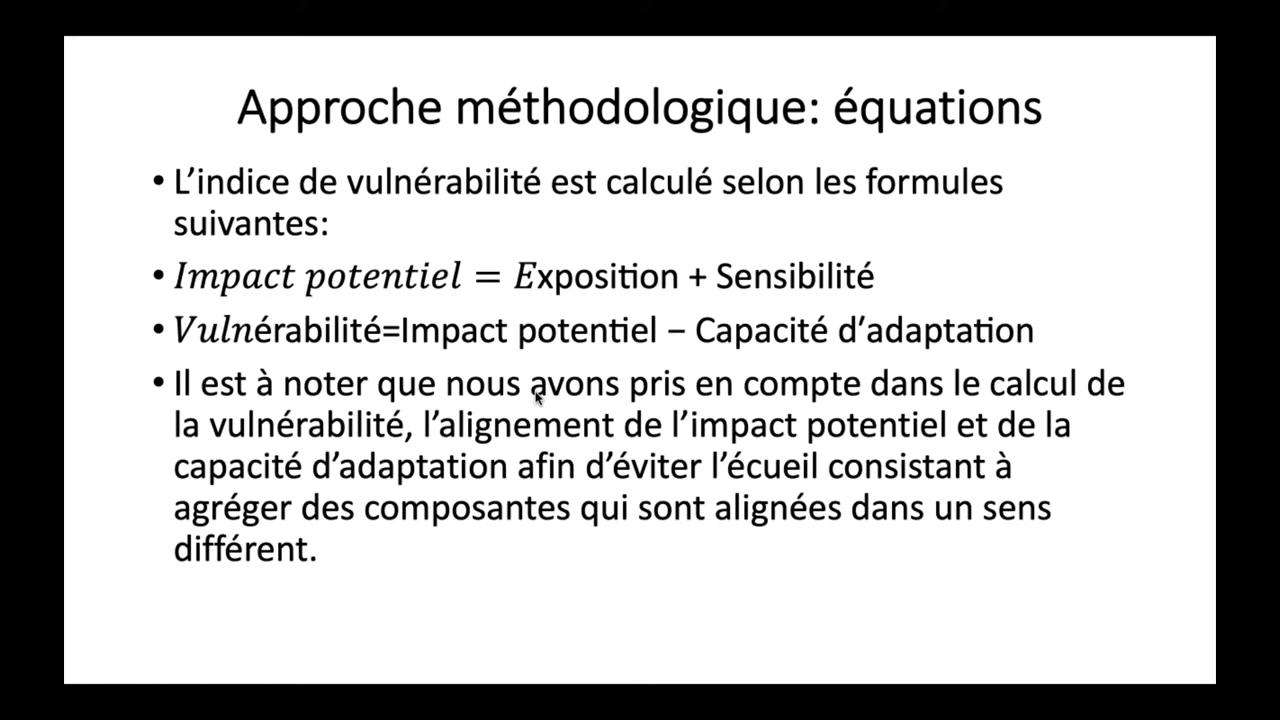 Approche méthodologique: équations
• L’indice de vulnérabilité est calculé selon les formules
suivantes:
• Impact potentiel = Exposition + Sensibilité
• Vulnérabilité=Impact potentiel − Capacité d’adaptation
• Il est à noter que nous avons pris en compte dans le calcul de
la vulnérabilité, l’alignement de l’impact potentiel et de la
capacité d’adaptation afin d’éviter l’écueil consistant à
agréger des composantes qui sont alignées dans un sens
différent.